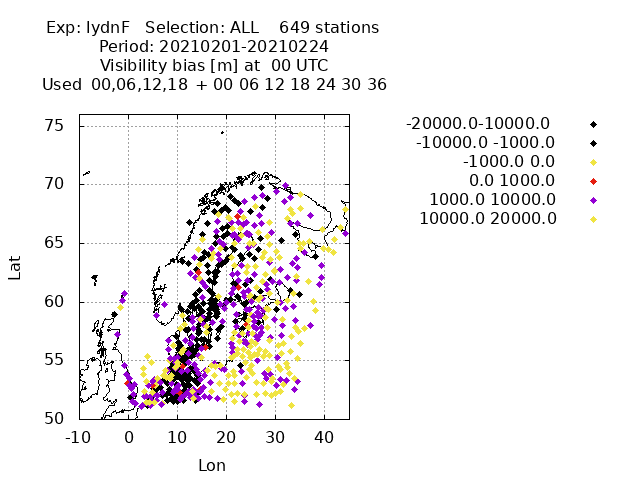 Exp: IydnF   Selection: ALL    649 stations
Period: 20210201-20210224
Visibility bias [m] at  00 UTC
Used  00,06,12,18  + 00 06 12 18 24 30 36
-20000.0-10000.0
-10000.0 -1000.0
-1000.0 0.0
0.0 1000.0
1000.0 10000.0
10000.0 20000.0
75
70
65
60
55
50
Lat
-10 0 10 20 30 40
Lon